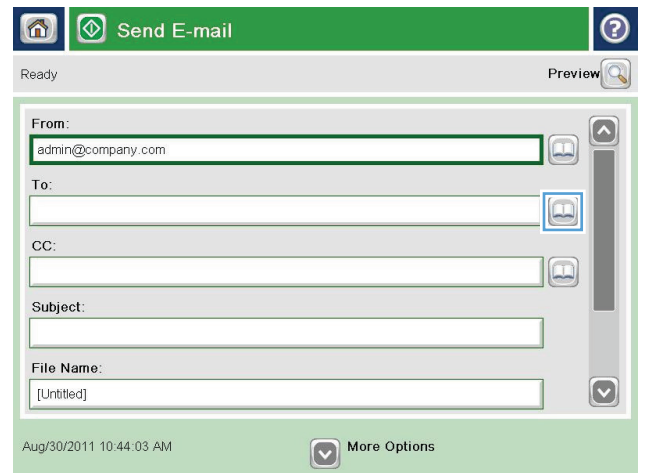 Send E-mail
?
Ready
Preview
From:
admin@company.com
To:
CC:
Subject:
File Name:
[Untitled]
Aug/30/2011 10:44:03 AM
More Options